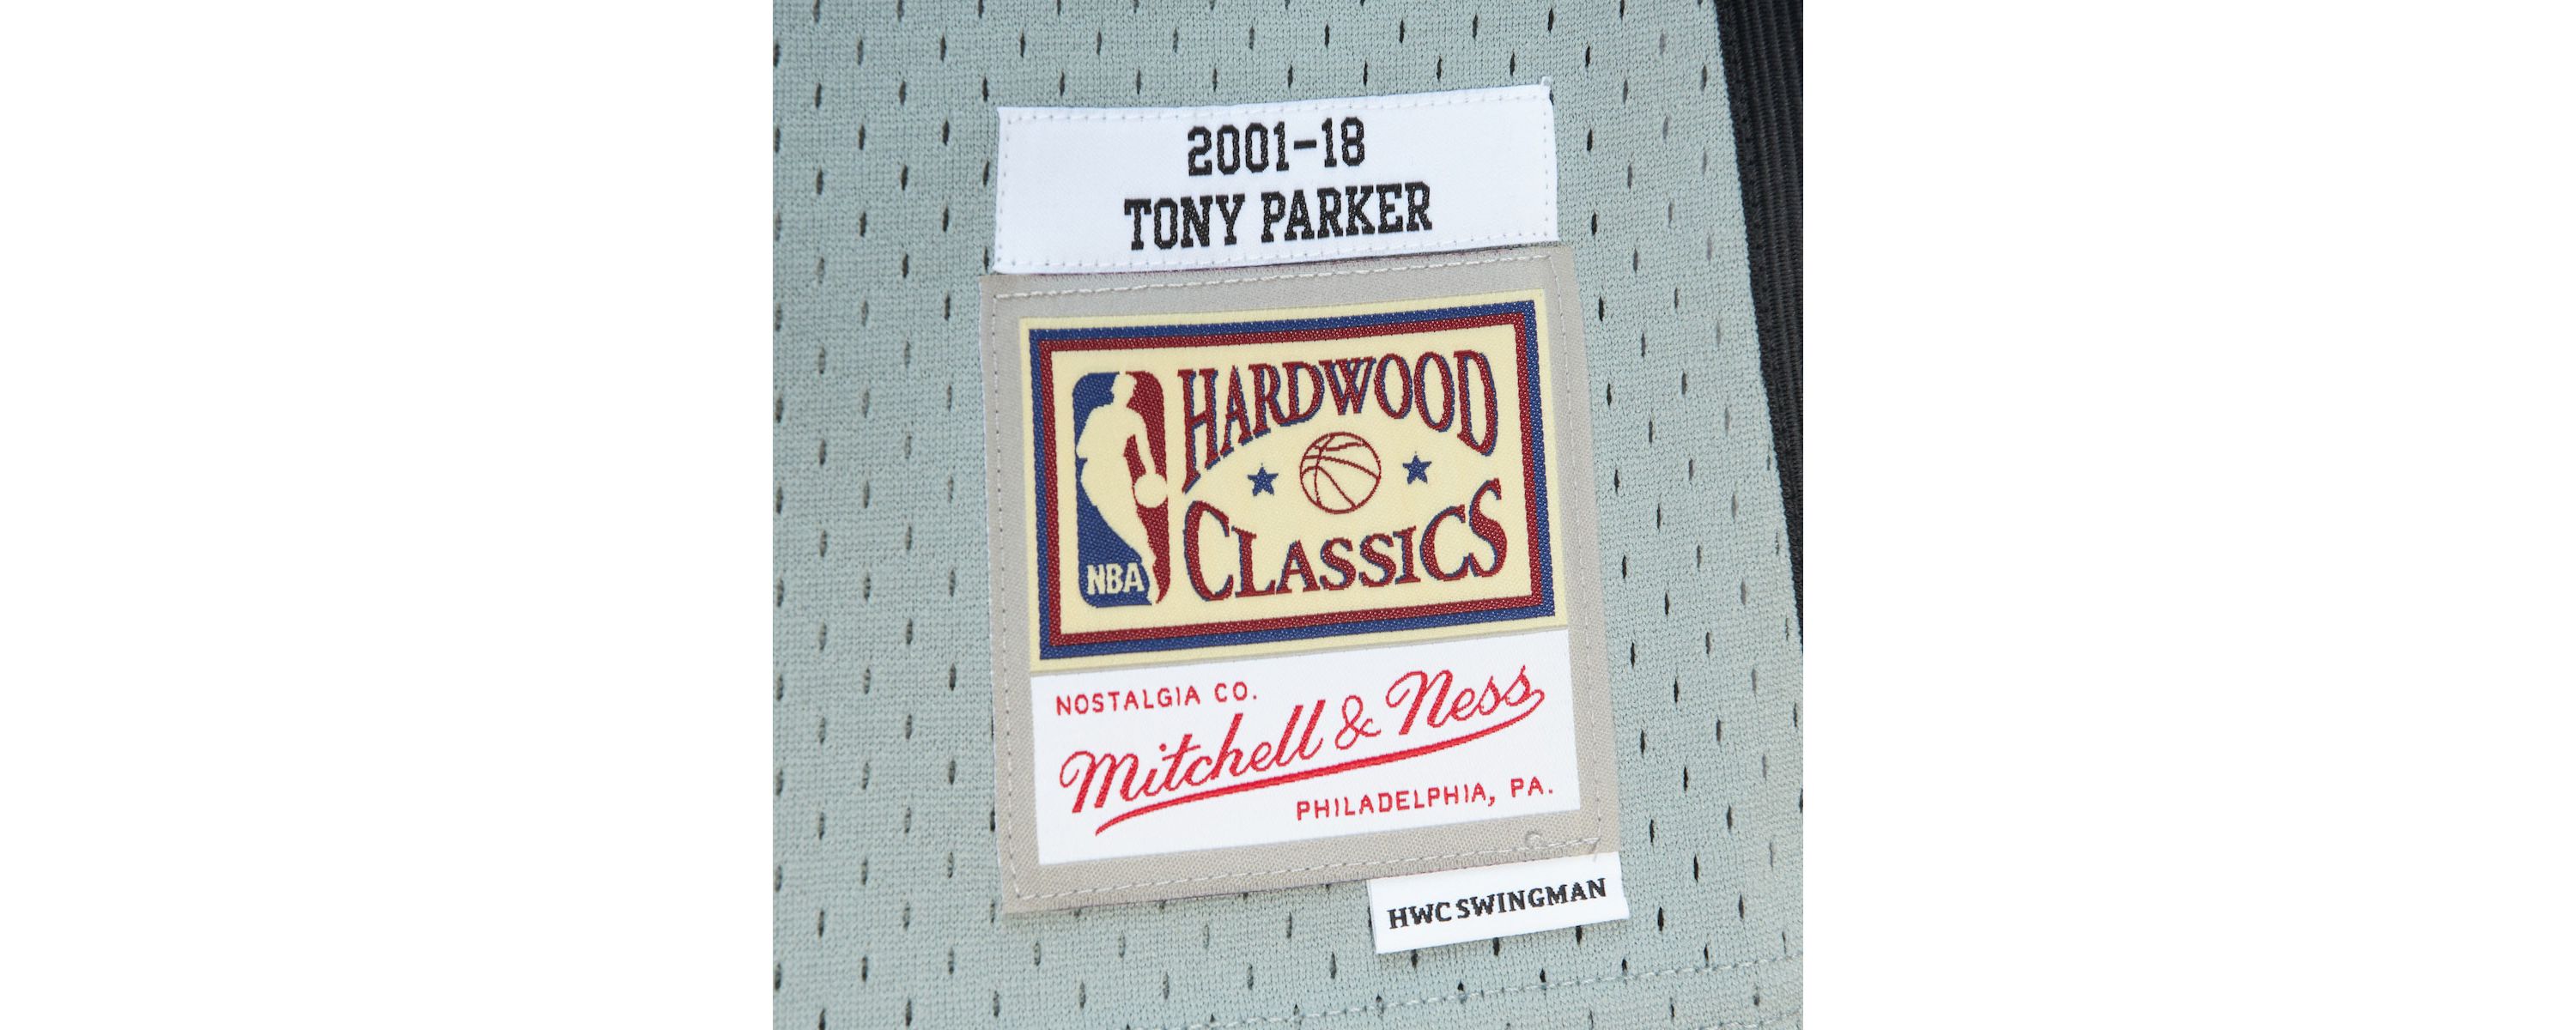 2001-18
TONY PARKER
HARDWOOD
CLASSICS
NBA
NOSTALGIA CO.
Mitchell & Ness
PHILADELPHIA, PA.
HWC SWINGMAN